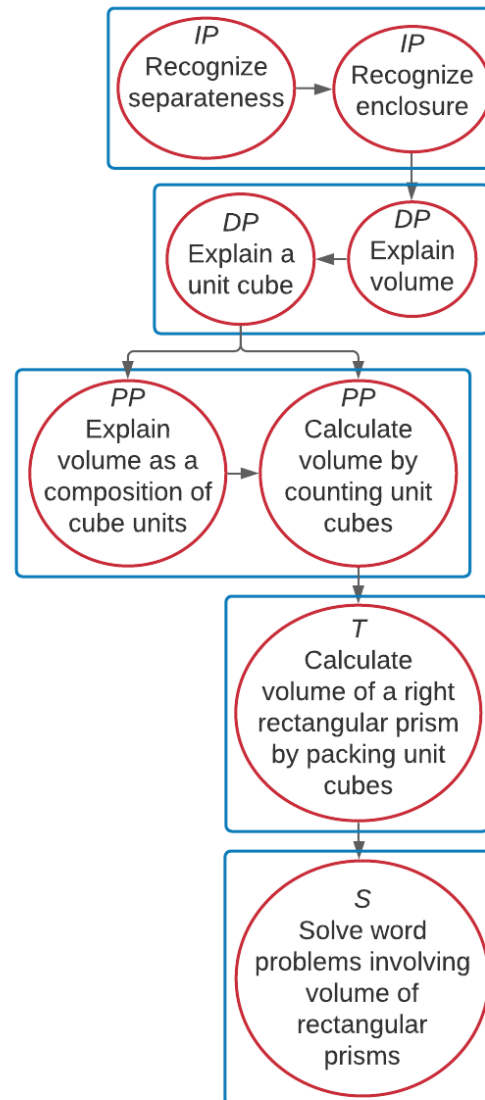 IP
Recognize
separateness
IP
Recognize
enclosure
DP
Explain a
unit cube
DP
Explain
volume
PP
Explain
volume as a
composition of
cube units
PP
Calculate
volume by
counting unit
cubes
T
Calculate
volume of a right
rectangular prism
by packing unit
cubes
S
Solve word
problems involving
volume of
rectangular
prisms